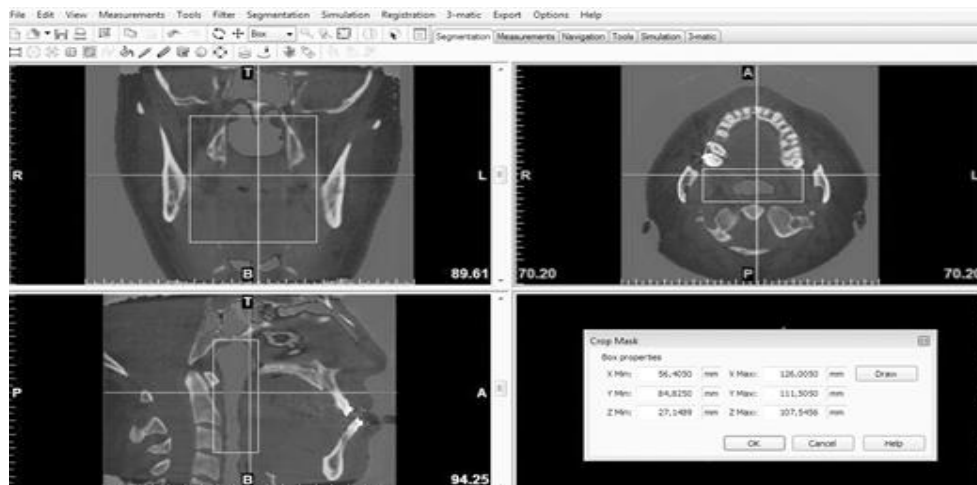 File Edit View Measurements Tools Filter Segmentation Simulation Registration 3-matic Export Options Help
Box Segmentation Measurements Navigation Tools Simulation 3-matic
T
R L
B 89.61
A
R L
70.20 P 70.20
T
P A
B 94.25
Crop Mask
Box properties
X Min: 56,4050 mm X Max: 126,0050 mm Draw
Y Min: 84,8250 mm Y Max: 111,5050 mm
Z Min: 27,1489 mm Z Max: 107,5456 mm
OK Cancel Help